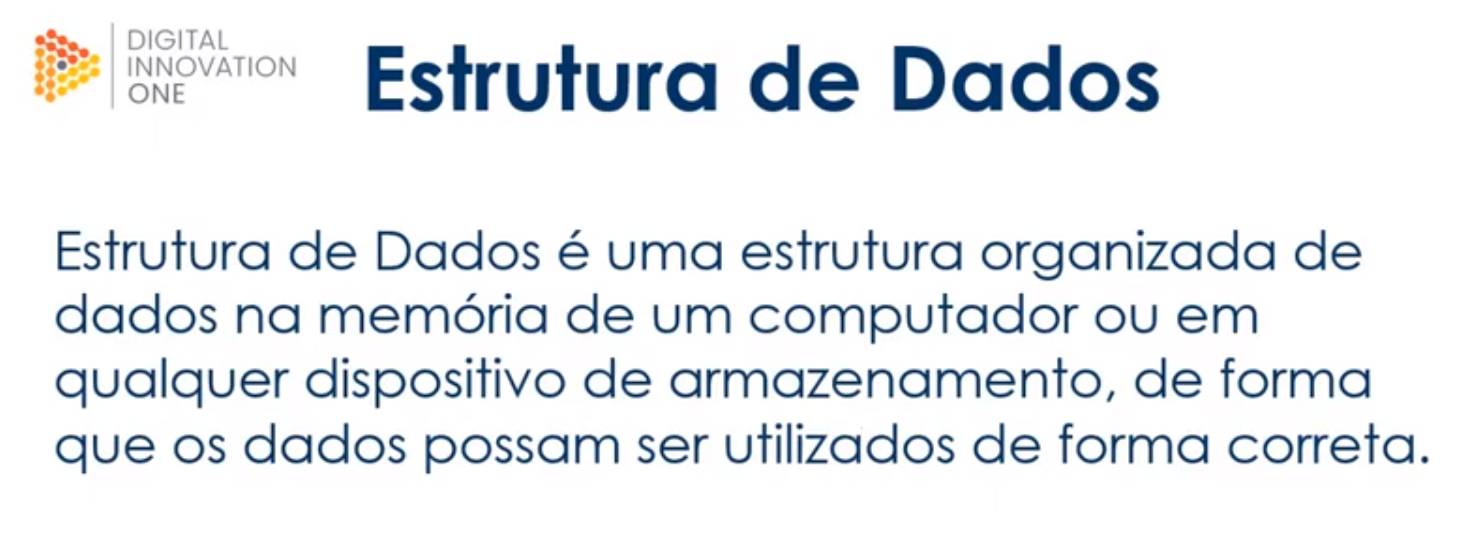 DIGITAL
INNOVATION
ONE
Estrutura de Dados
Estrutura de Dados é uma estrutura organizada de
dados na memória de um computador ou em
qualquer dispositivo de armazenamento, de forma
que os dados possam ser utilizados de forma correta.